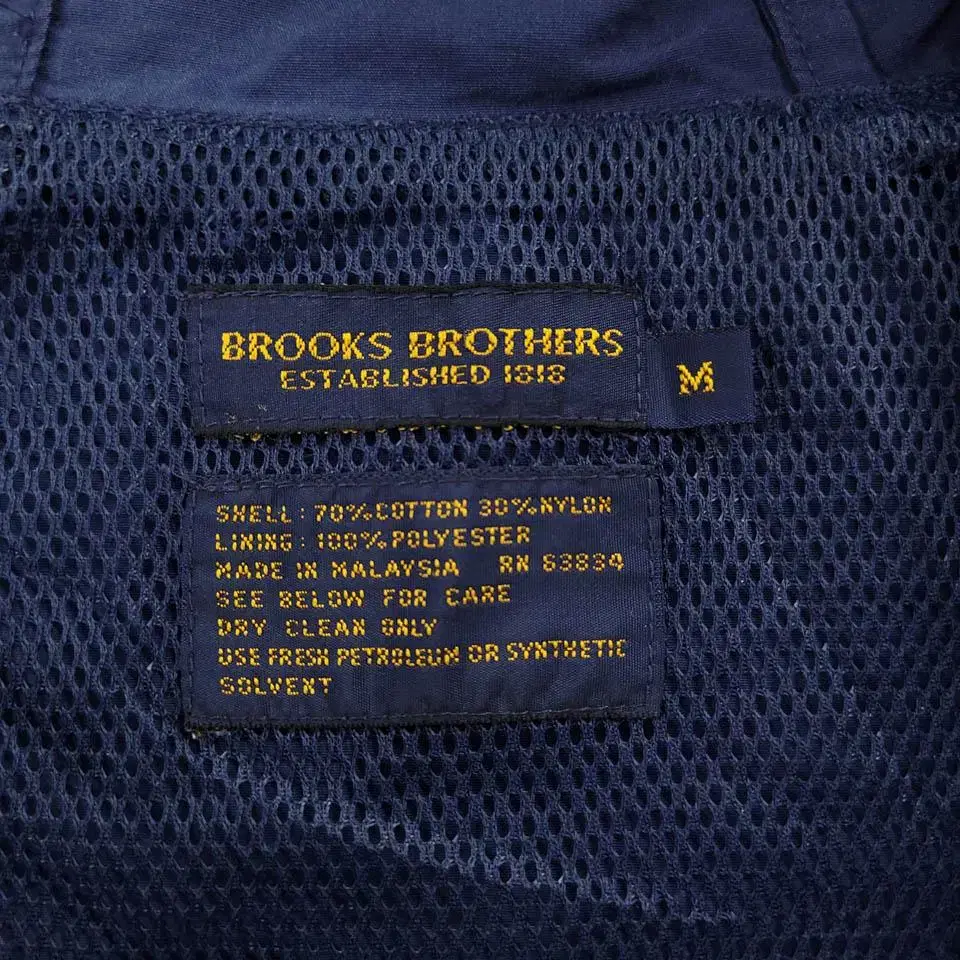 BROOKS BROTHERS
ESTABLISHED 1818
M
SHELL : 70% COTTON 30% NYLON
LINING : 100% POLYESTER
MADE IN MALAYSIA RN 63834
SEE BELOW FOR CARE
DRY CLEAN ONLY
USE FRESH PETROLEUM OR SYNTHETIC
SOLVENT